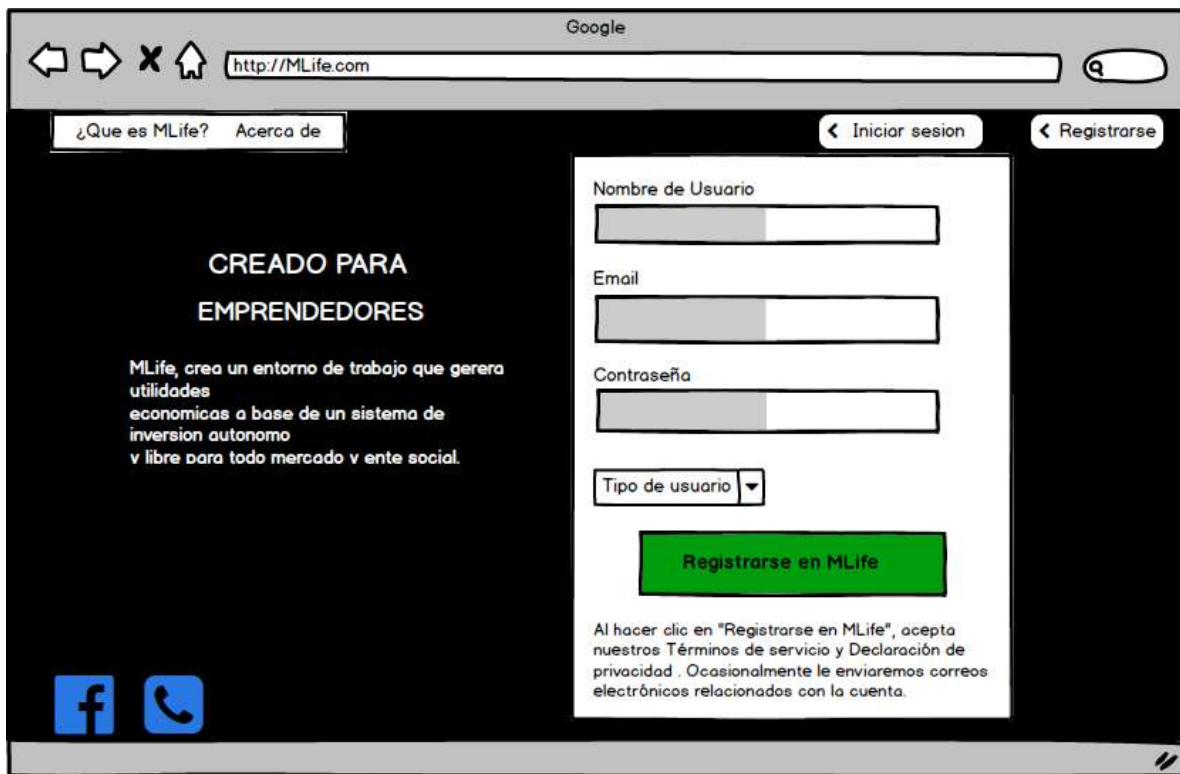 Google
http://MLife.com
¿Que es MLife? Acerca de
Iniciar sesion
Registrarse
CREADO PARA
EMPRENDEDORES
MLife, crea un entorno de trabajo que gerera
utilidades
economicas a base de un sistema de
inversion autonomo
y libre para todo mercado y ente social.
Nombre de Usuario
Email
Contraseña
Tipo de usuario
Registrarse en MLife
Al hacer clic en "Registrarse en MLife", acepta
nuestros Términos de servicio y Declaración de
privacidad . Ocasionalmente le enviaremos correos
electrónicos relacionados con la cuenta.